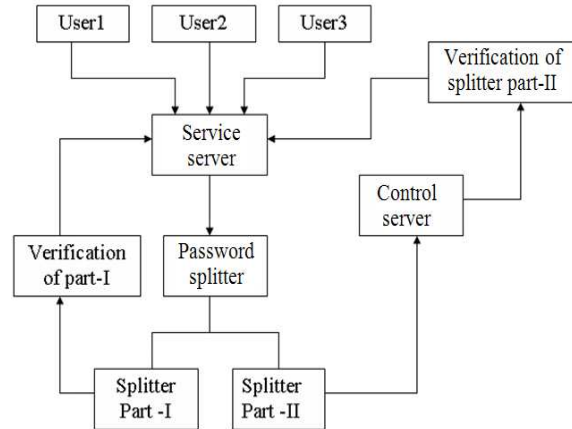 User1
User2
User3
Verification of
splitter part-II
Service
server
Control
server
Verification
of part-I
Password
splitter
Splitter
Part -I
Splitter
Part -II